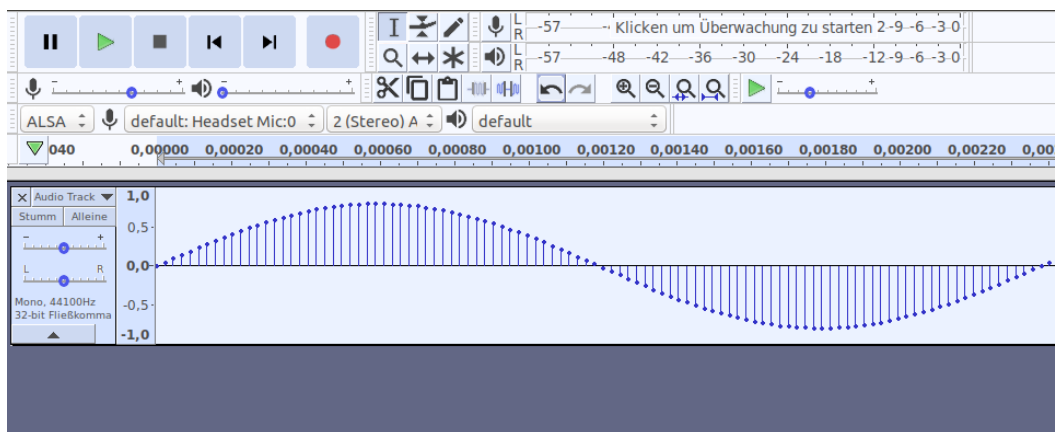 L R -57 - Klicken um Überwachung zu starten 2 -9 -6 -3 0
L R -57 -48 -42 -36 -30 -24 -18 -12 -9 -6 -3 0
- + - +
- +
ALSA default: Headset Mic:0 2 (Stereo) A default
040 0,00000 0,00020 0,00040 0,00060 0,00080 0,00100 0,00120 0,00140 0,00160 0,00180 0,00200 0,00220 0,00
X Audio Track 1,0
Stumm Alleine
0,5
- +
0,0
L R
Mono, 44100Hz
-0,5
32-bit Fließkomma
-1,0